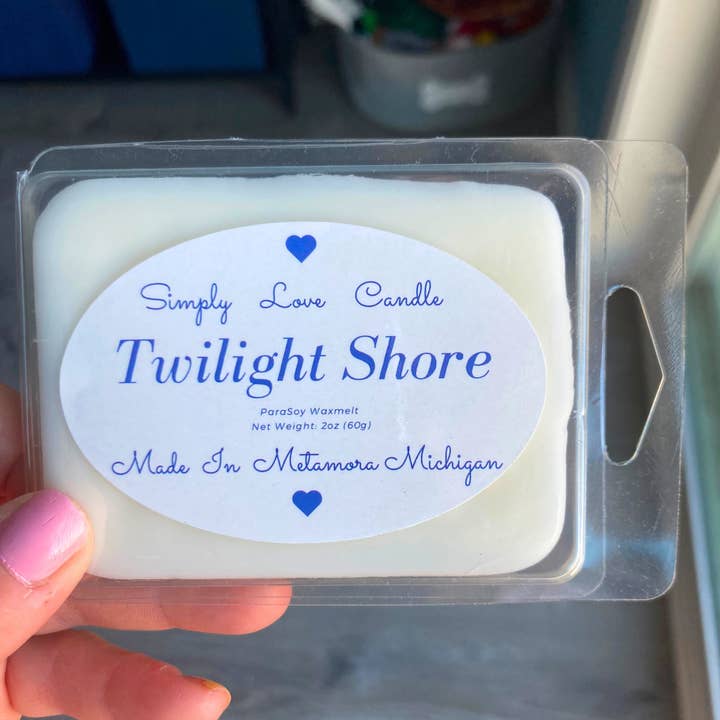 Simply Love Candle
Twilight Shore
ParaSoy Waxmelt
Net Weight: 2oz (60g)
Made In Metamora Michigan